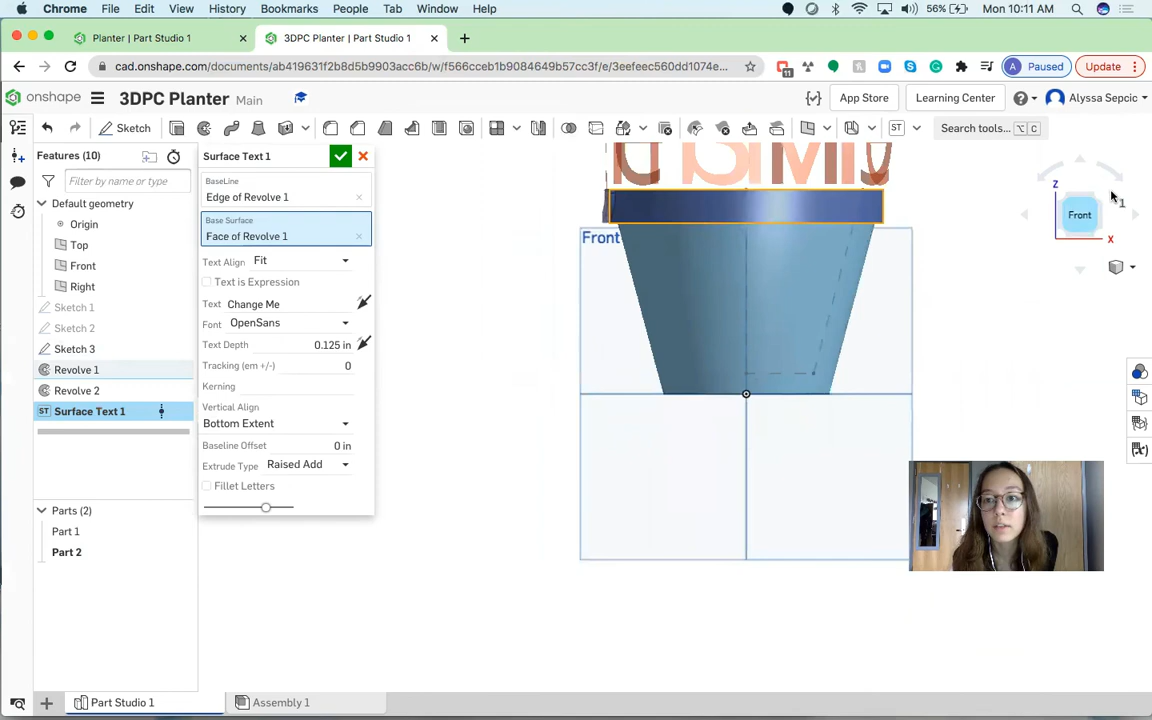 Chrome File Edit View History Bookmarks People Tab Window Help 56% Mon 10:11 AM
Planter | Part Studio 1 3DPC Planter | Part Studio 1
cad.onshape.com/documents/ab419631f2b8d5b9903acc6b/w/f566cceb1b9084649b57cc3f/e/3eefeec560dd1074e... 11 A Paused Update
onshape 3DPC Planter Main App Store Learning Center Alyssa Sepcic
Sketch ST Search tools... ⌥ C
Features (10)
Filter by name or type
Default geometry
Origin
Top
Front
Right
Sketch 1
Sketch 2
Sketch 3
Revolve 1
Revolve 2
ST Surface Text 1
Parts (2)
Part 1
Part 2
Surface Text 1
BaseLine
Edge of Revolve 1
Base Surface
Face of Revolve 1
Text Align Fit
Text is Expression
Text Change Me
Font OpenSans
Text Depth 0.125 in
Tracking (em +/-) 0
Kerning
Vertical Align
Bottom Extent
Baseline Offset 0 in
Extrude Type Raised Add
Fillet Letters
Front
Z
Front
1
X
Part Studio 1 Assembly 1